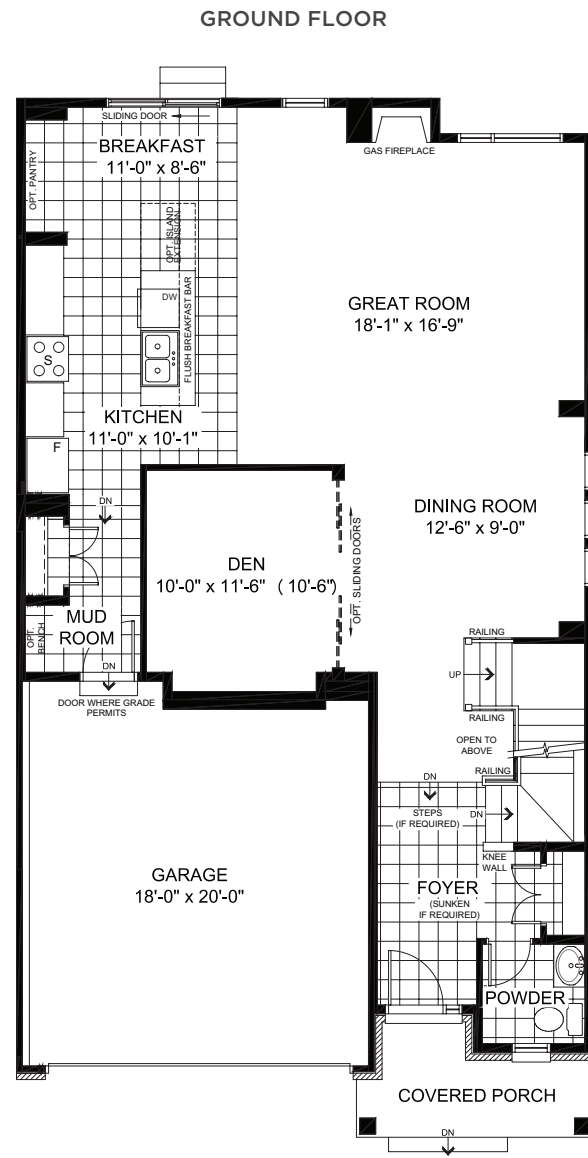 GROUND FLOOR
SLIDING DOOR
BREAKFAST
11'-0" x 8'-6"
GAS FIREPLACE
OPT. PANTRY
OPT. ISLAND
EXTENSION
DW
FLUSH BREAKFAST BAR
GREAT ROOM
18'-1" x 16'-9"
S
KITCHEN
11'-0" x 10'-1"
F
DN
DINING ROOM
12'-6" x 9'-0"
DEN
10'-0" x 11'-6" ( 10'-6")
OPT. SLIDING DOORS
MUD
ROOM
OPT.
BENCH
DN
DOOR WHERE GRADE
PERMITS
RAILING
UP
RAILING
OPEN TO
ABOVE
RAILING
DN
STEPS
(IF REQUIRED)
DN
KNEE
WALL
GARAGE
18'-0" x 20'-0"
FOYER
(SUNKEN
IF REQUIRED)
POWDER
COVERED PORCH
DN